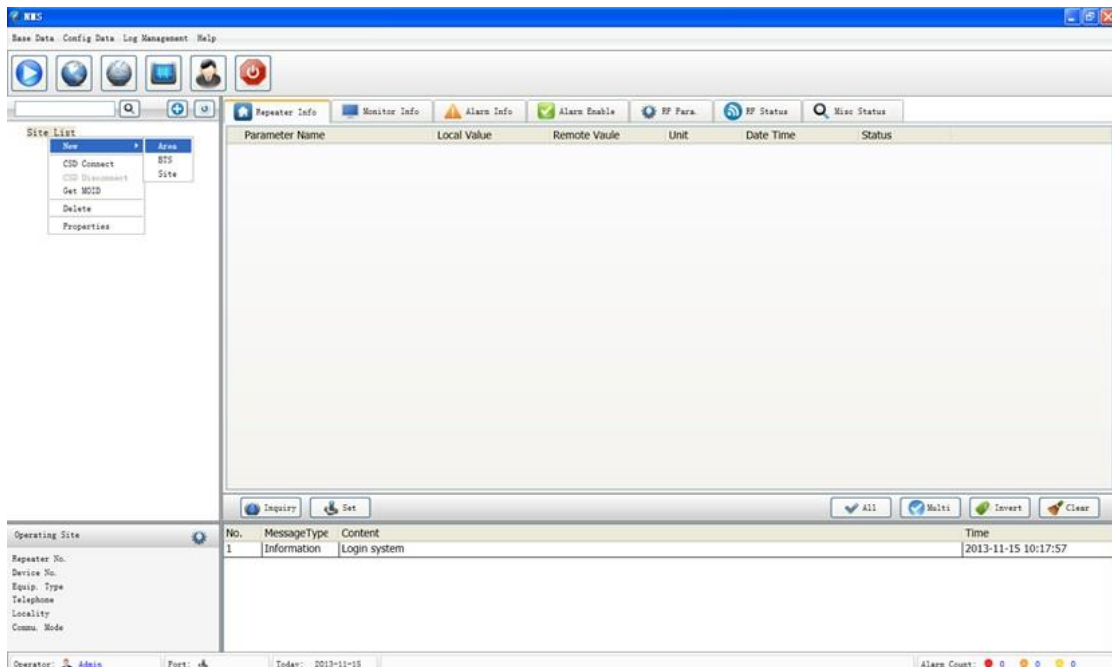 NMS
Base Data Config Data Log Management Help
Repeater Info Monitor Info Alarm Info Alarm Enable RF Para. RF Status Misc Status
Parameter Name Local Value Remote Vaule Unit Date Time Status
Site List
New Area
BTS
CSD Connect
Site
CSD Disconnect
Get MOID
Delete
Properties
Inquiry Set All Multi Invert Clear
Operating Site
No. MessageType Content Time
1 Information Login system 2013-11-15 10:17:57
Repeater No.
Device No.
Equip. Type
Telephone
Locality
Commu. Mode
Operator: Admin Port: Today: 2013-11-15 Alarm Count: 0 0 0